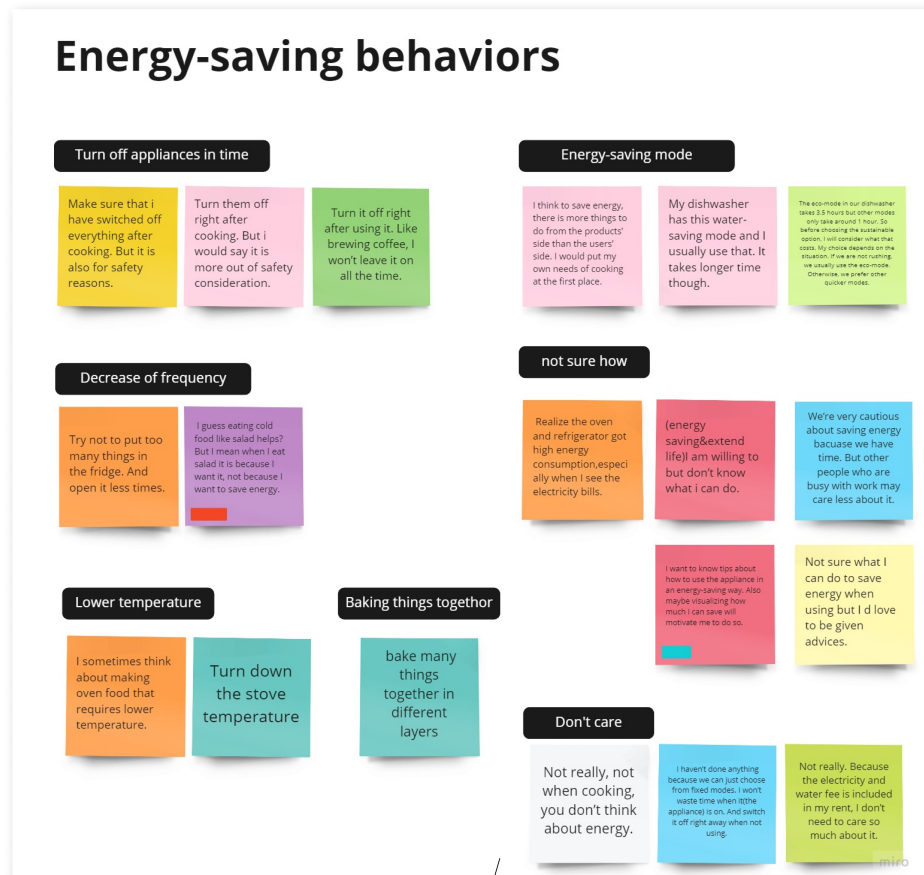 Energy-saving behaviors
Turn off appliances in time
Make sure that i
have switched off
everything after
cooking. But it is
also for safety
reasons.
Turn them off
right after
cooking. But i
would say it is
more out of safety
consideration.
Turn it off right
after using it. Like
brewing coffee, I
won't leave it on
all the time.
Energy-saving mode
I think to save energy,
there is more things to
do from the products'
side than the users'
side. I would put my
own needs of cooking
at the first place.
My dishwasher
has this water-
saving mode and I
usually use that. It
takes longer time
though.
The eco-mode in our dishwasher
takes 3.5 hours but other modes
only take around 1 hour. So
before choosing the sustainable
option, I will consider what that
costs. My choice depends on the
situation. If we are not rushing,
we usually use the eco-mode.
Otherwise, we prefer other
quicker modes.
Decrease of frequency
Try not to put too
many things in
the fridge. And
open it less times.
I guess eating cold
food like salad helps?
But I mean when I eat
salad it is because I
want it, not because I
want to save energy.
not sure how
Realize the oven
and refrigerator got
high energy
consumption,especi
ally when I see the
electricity bills.
(energy
saving&extend
life)I am willing to
but don't know
what i can do.
We're very cautious
about saving energy
bacuase we have
time. But other
people who are
busy with work may
care less about it.
I want to know tips about
how to use the appliance in
an energy-saving way. Also
maybe visualizing how
much I can save will
motivate me to do so.
Not sure what I
can do to save
energy when
using but I d love
to be given
advices.
Lower temperature
I sometimes think
about making
oven food that
requires lower
temperature.
Turn down
the stove
temperature
Baking things togethor
bake many
things
together in
different
layers
Don't care
Not really, not
when cooking,
you don't think
about energy.
I haven't done anything
because we can just choose
from fixed modes. I won't
waste time when it(the
appliance) is on. And switch
it off right away when not
using.
Not really. Because
the electricity and
water fee is included
in my rent, I don't
need to care so
much about it.
miro